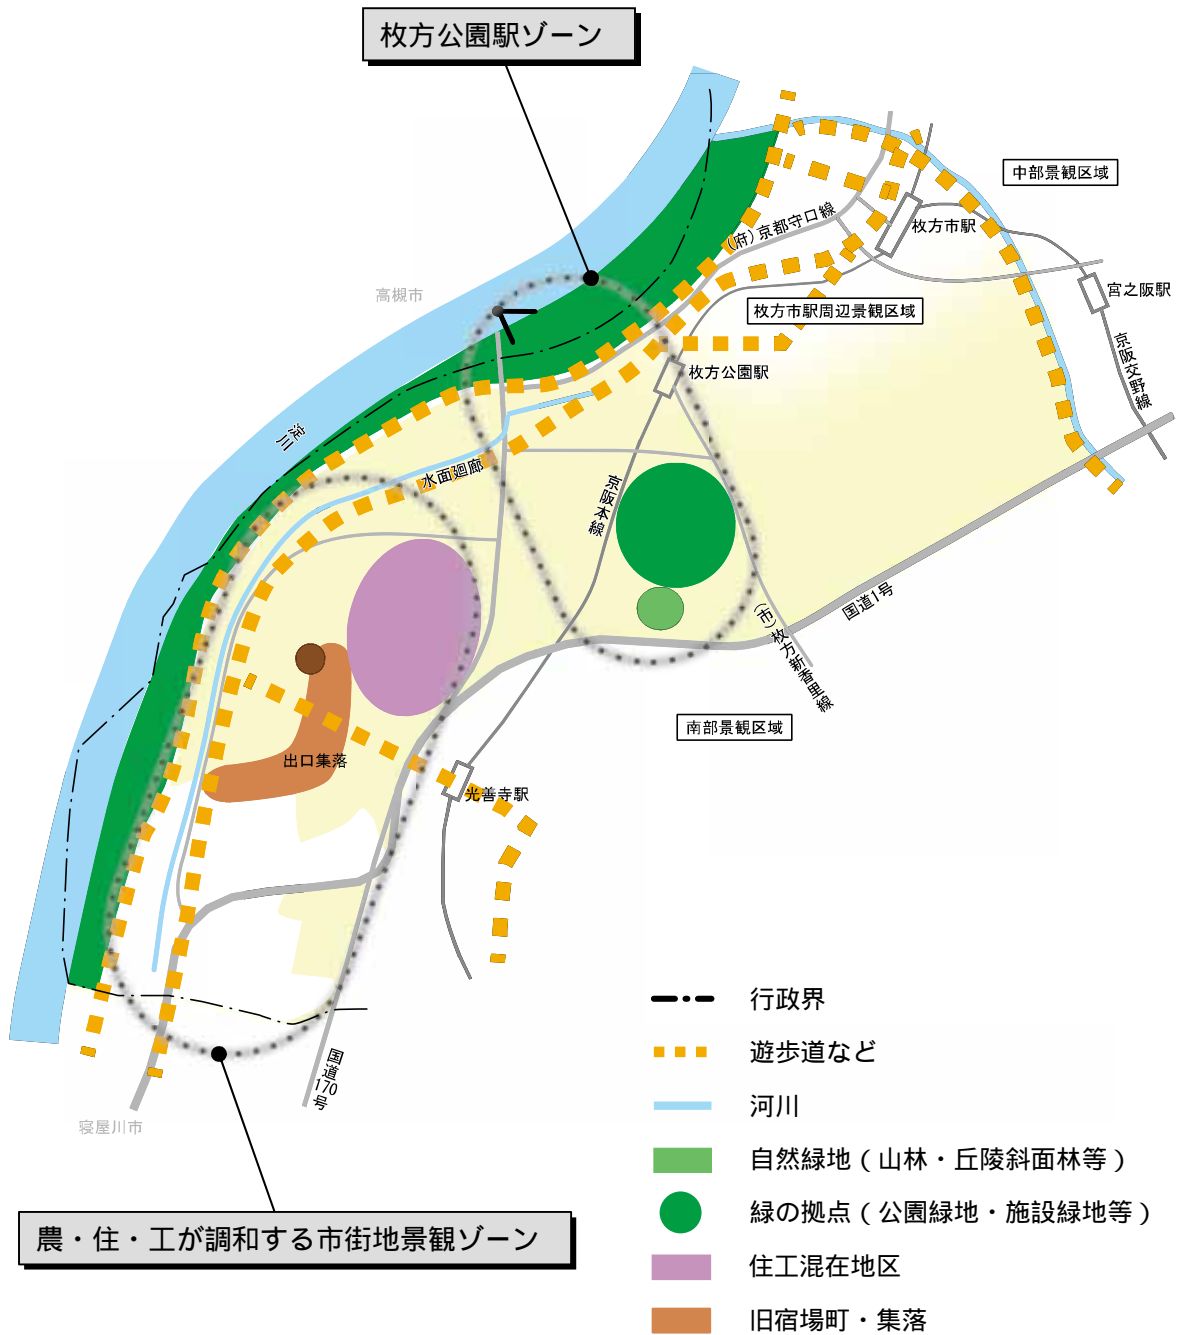 枚方公園駅ゾーン
中部景観区域
(府)京都守口線
枚方市駅
高槻市
宮之阪駅
枚方市駅周辺景観区域
京阪交野線
枚方公園駅
淀川
水面廻廊
京阪本線
国道1号
(市)枚方新香里線
南部景観区域
出口集落
光善寺駅
行政界
遊歩道など
国道170号
河川
寝屋川市
自然緑地（山林・丘陵斜面林等）
緑の拠点（公園緑地・施設緑地等）
農・住・工が調和する市街地景観ゾーン
住工混在地区
旧宿場町・集落